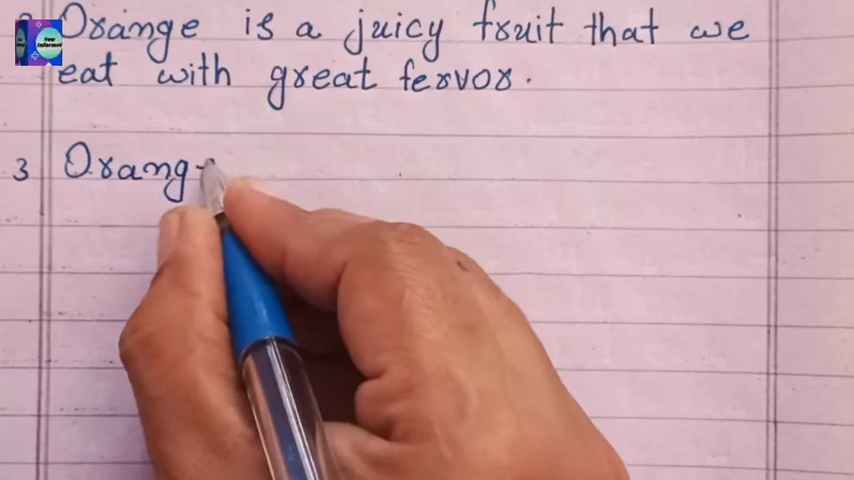 Orange is a juicy fruit that we
eat with great fervor.
3 Orang